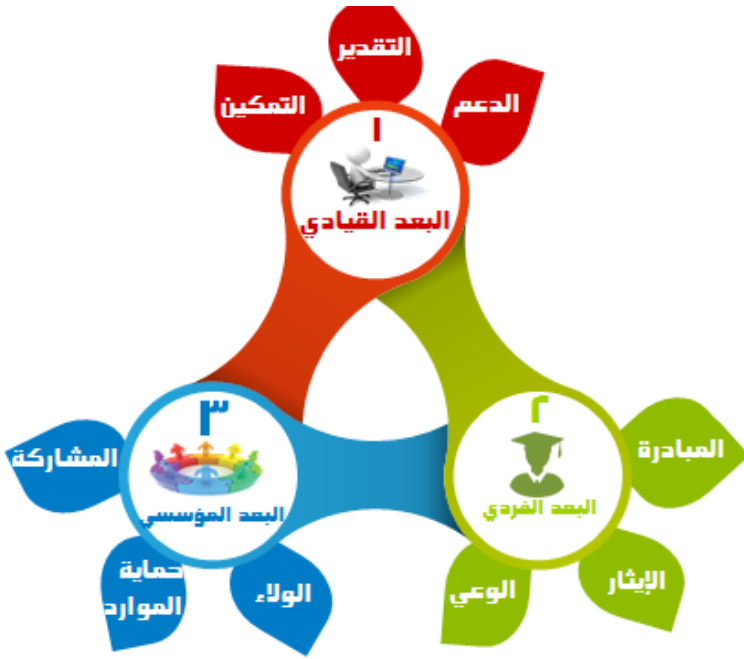 التقدير
الدعم
التمكين
١
البعد القيادي
٢
البعد الفردي
المبادرة
الإيثار
الوعي
٣
البعد المؤسسي
المشاركة
حماية
الموارد
الولاء